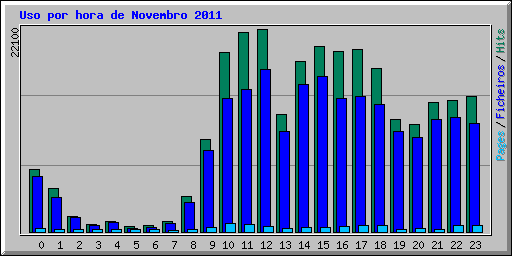 Uso por hora de Novembro 2011
22100
Pages / Ficheiros / Hits
0 1 2 3 4 5 6 7 8 9 10 11 12 13 14 15 16 17 18 19 20 21 22 23